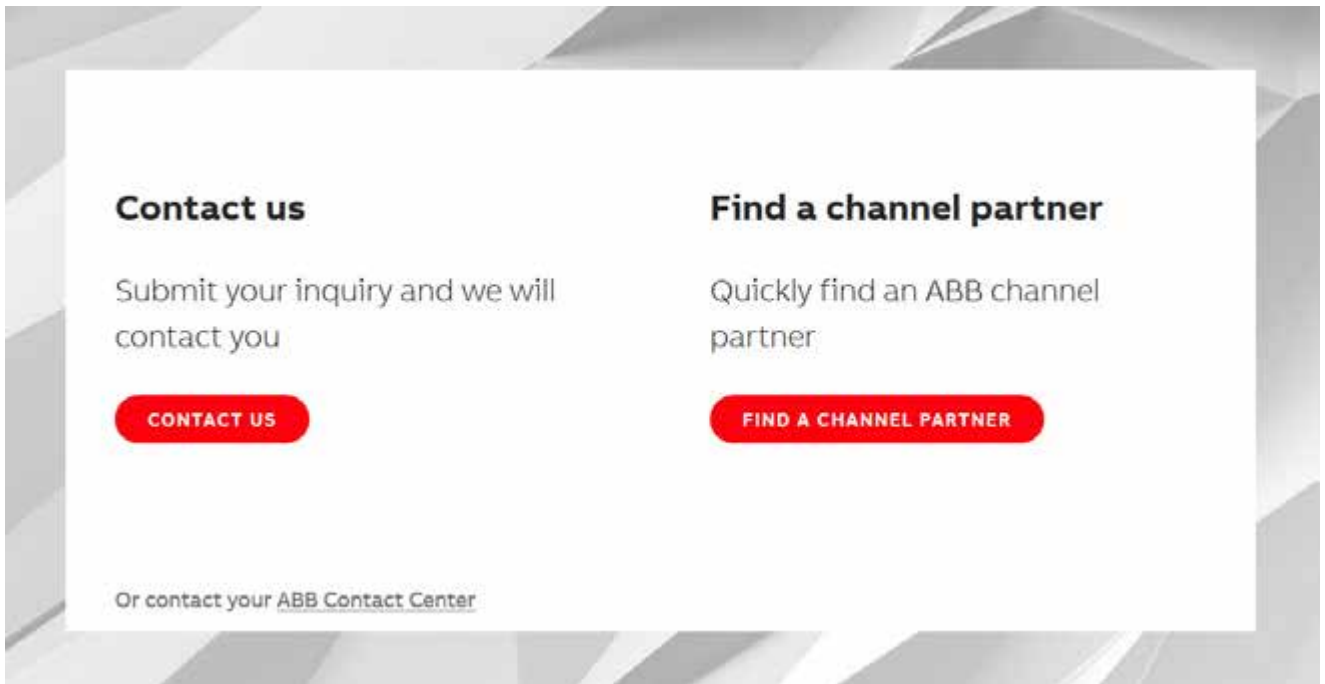 Contact us
Submit your inquiry and we will
contact you
CONTACT US
Find a channel partner
Quickly find an ABB channel
partner
FIND A CHANNEL PARTNER
Or contact your ABB Contact Center